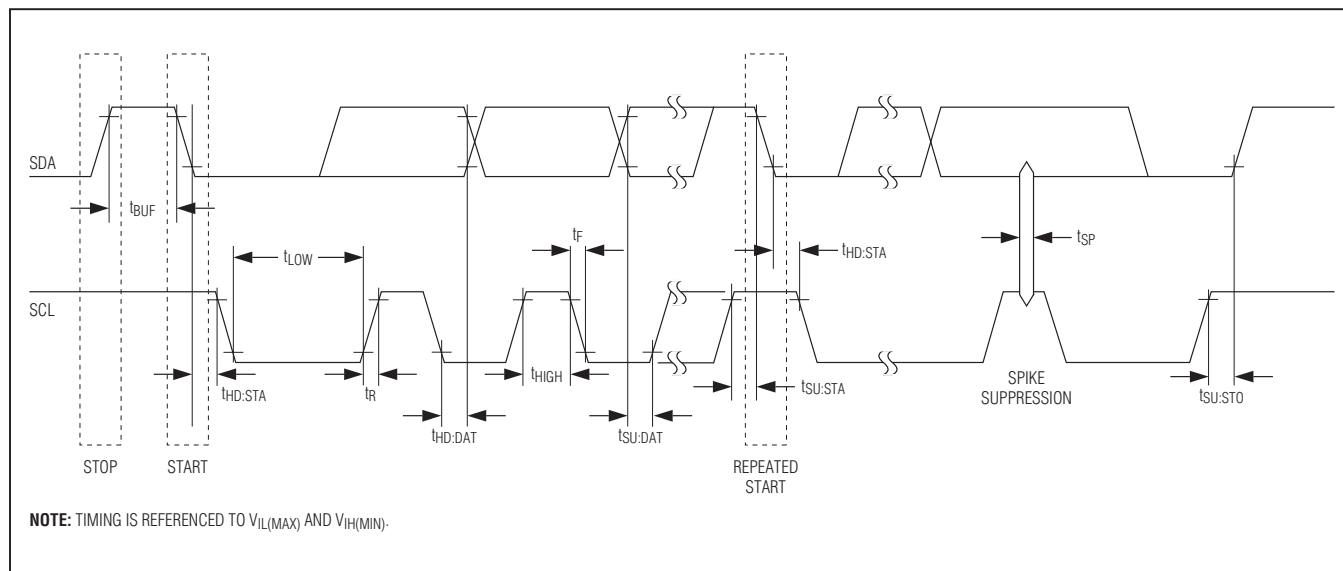 SDA
tBUF
tF
tLOW
tHD:STA
tSP
SCL
tHD:STA
tR
tHIGH
tHD:DAT
tSU:DAT
tSU:STA
SPIKE
SUPPRESSION
tSU:STO
STOP
START
REPEATED
START
NOTE: TIMING IS REFERENCED TO VIL(MAX) AND VIH(MIN).